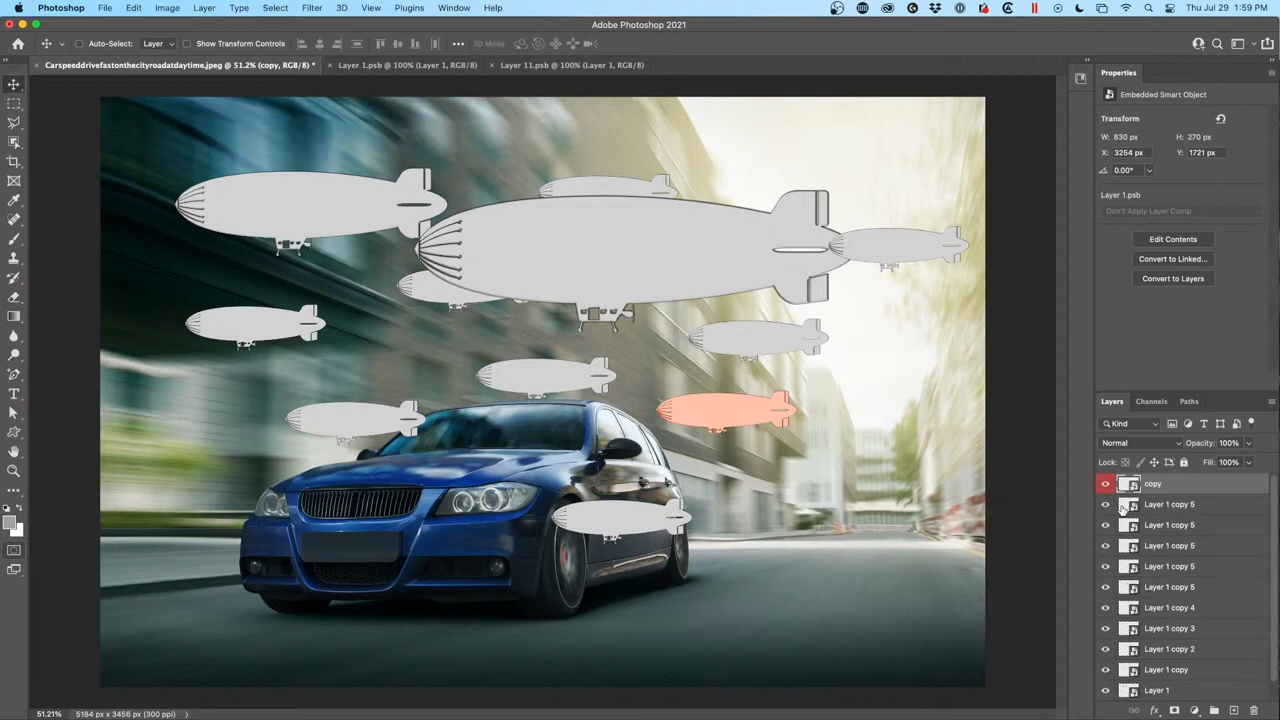 Photoshop File Edit Image Layer Type Select Filter 3D View Plugins Window Help Thu Jul 29 1:59 PM
Adobe Photoshop 2021
Auto-Select: Layer Show Transform Controls 3D Mode:
Carspeeddrivefastonthecityroadatdaytime.jpeg @ 51.2% (copy, RGB/8) * Layer 1.psb @ 100% (Layer 1, RGB/8) Layer 11.psb @ 100% (Layer 1, RGB/8)
Properties
Embedded Smart Object
Transform
W: 830 px H: 270 px
X: 3254 px Y: 1721 px
0.00°
Layer 1.psb
Don't Apply Layer Comp
Edit Contents
Convert to Linked...
Convert to Layers
Layers Channels Paths
Kind
Normal Opacity: 100%
Lock: Fill: 100%
copy
Layer 1 copy 5
Layer 1 copy 5
Layer 1 copy 5
Layer 1 copy 5
Layer 1 copy 5
Layer 1 copy 4
Layer 1 copy 3
Layer 1 copy 2
Layer 1 copy
Layer 1
51.21% 5184 px x 3456 px (300 ppi)